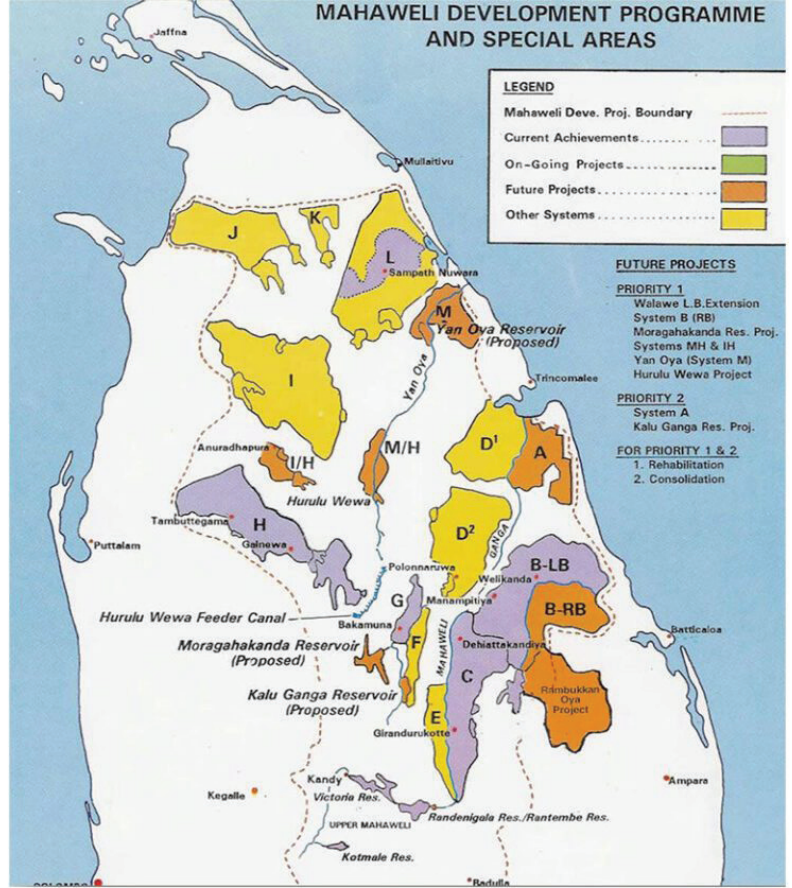 MAHAWELI DEVELOPMENT PROGRAMME
AND SPECIAL AREAS
LEGEND
Mahaweli Deve. Proj. Boundary
Current Achievements
On-Going Projects
Future Projects
Other Systems
FUTURE PROJECTS
PRIORITY 1
Walawe L.B.Extension
System B (RB)
Moragahakanda Res. Proj.
Systems MH & IH
Yan Oya (System M)
Hurulu Wewa Project
PRIORITY 2
System A
Kalu Ganga Res. Proj.
FOR PRIORITY 1 & 2
1. Rehabilitation
2. Consolidation
Jaffna
Mullaitivu
J
K
L
Sampath Nuwara
M
Yan Oya Reservoir
(Proposed)
Yan Oya
I
Trincomalee
Anuradhapura
I/H
M/H
D¹
A
Hurulu Wewa
H
Tambuttegama
Galnewa
D²
GANGA
Puttalam
Polonnaruwa
Welikanda
B-LB
Manampitiya
G
B-RB
Hurulu Wewa Feeder Canal
Bakamuna
F
MAHAWELI
Dehiattakandiya
Batticaloa
Moragahakanda Reservoir
(Proposed)
C
Kalu Ganga Reservoir
(Proposed)
E
Rambukkan
Oya
Project
Girandurukotte
Kandy
Victoria Res.
Kegalle
Ampara
Randenigala Res./Rantembe Res.
UPPER MAHAWELI
Kotmale Res.
COLOMBO
Badulla